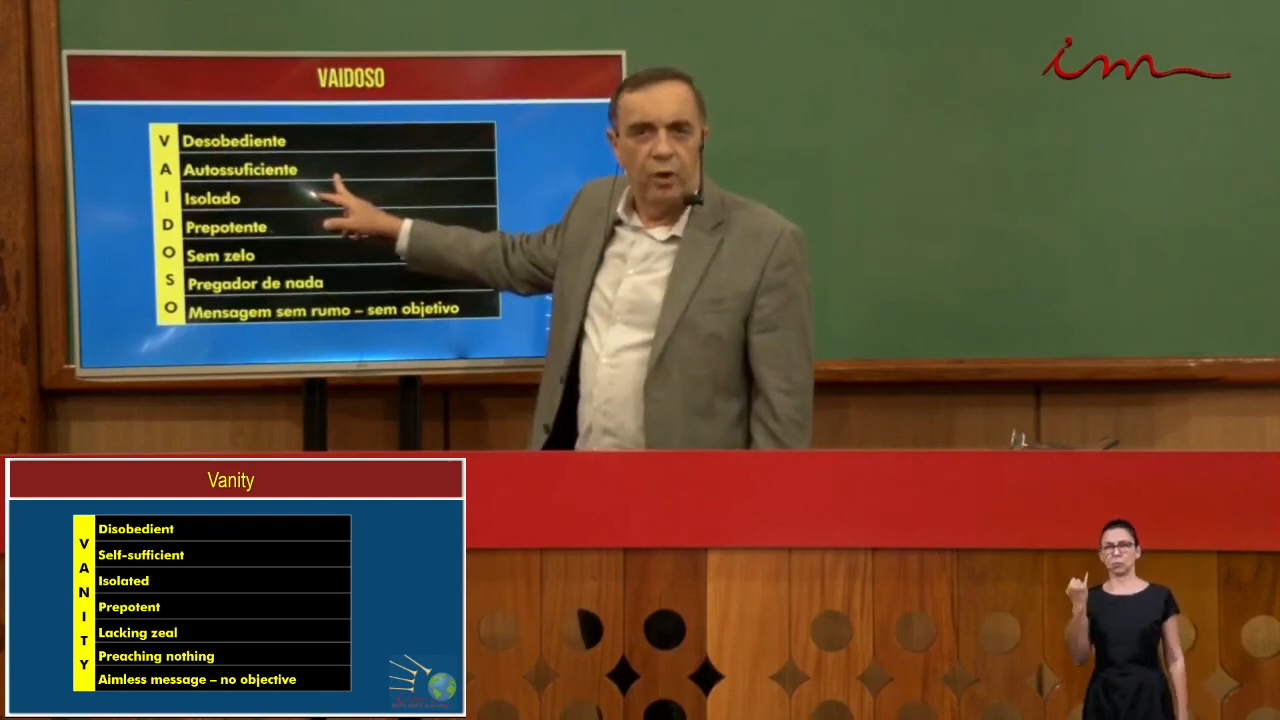 im
VAIDOSO
V
A
I
D
O
S
O
Desobediente
Autossuficiente
Isolado
Prepotente
Sem zelo
Pregador de nada
Mensagem sem rumo – sem objetivo
Vanity
V
A
N
I
T
Y
Disobedient
Self-sufficient
Isolated
Prepotent
Lacking zeal
Preaching nothing
Aimless message – no objective